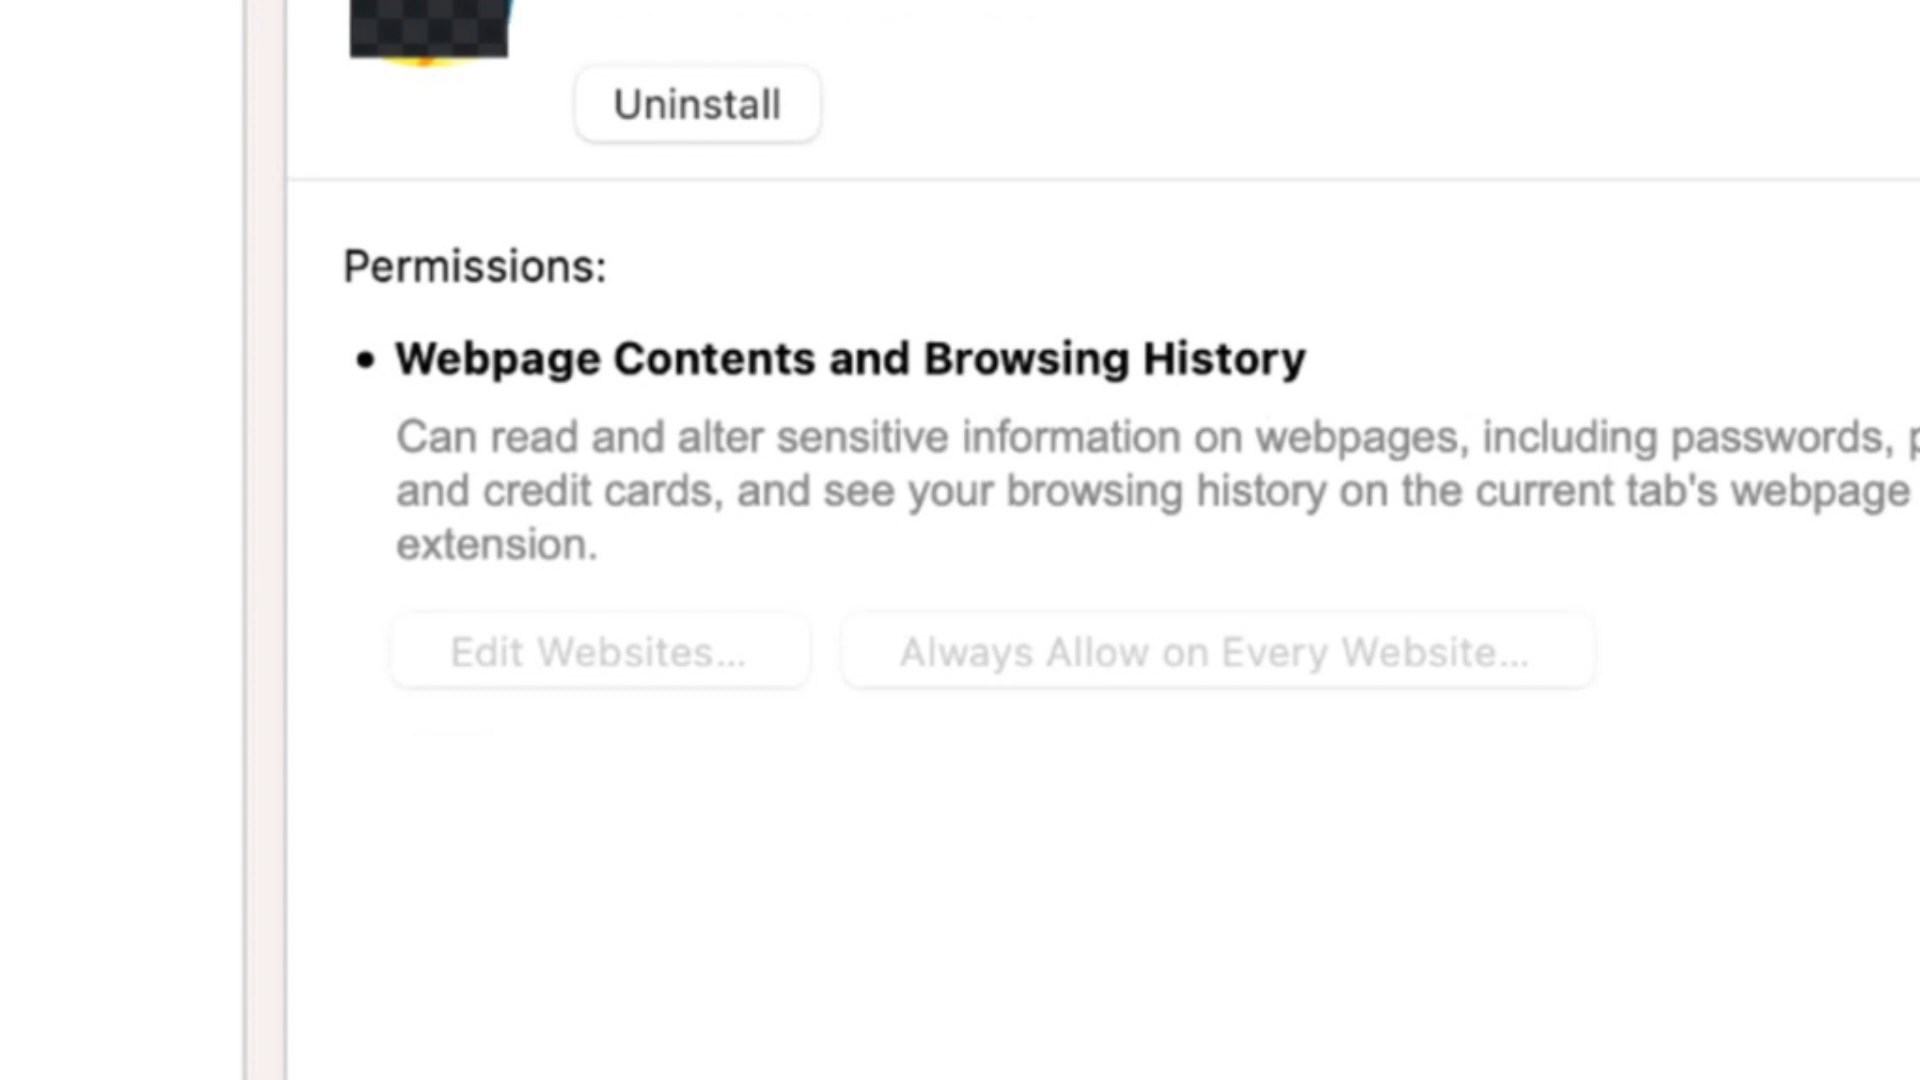 Uninstall
Permissions:
• Webpage Contents and Browsing History
Can read and alter sensitive information on webpages, including passwords,
and credit cards, and see your browsing history on the current tab's webpage
extension.
Edit Websites...
Always Allow on Every Website...